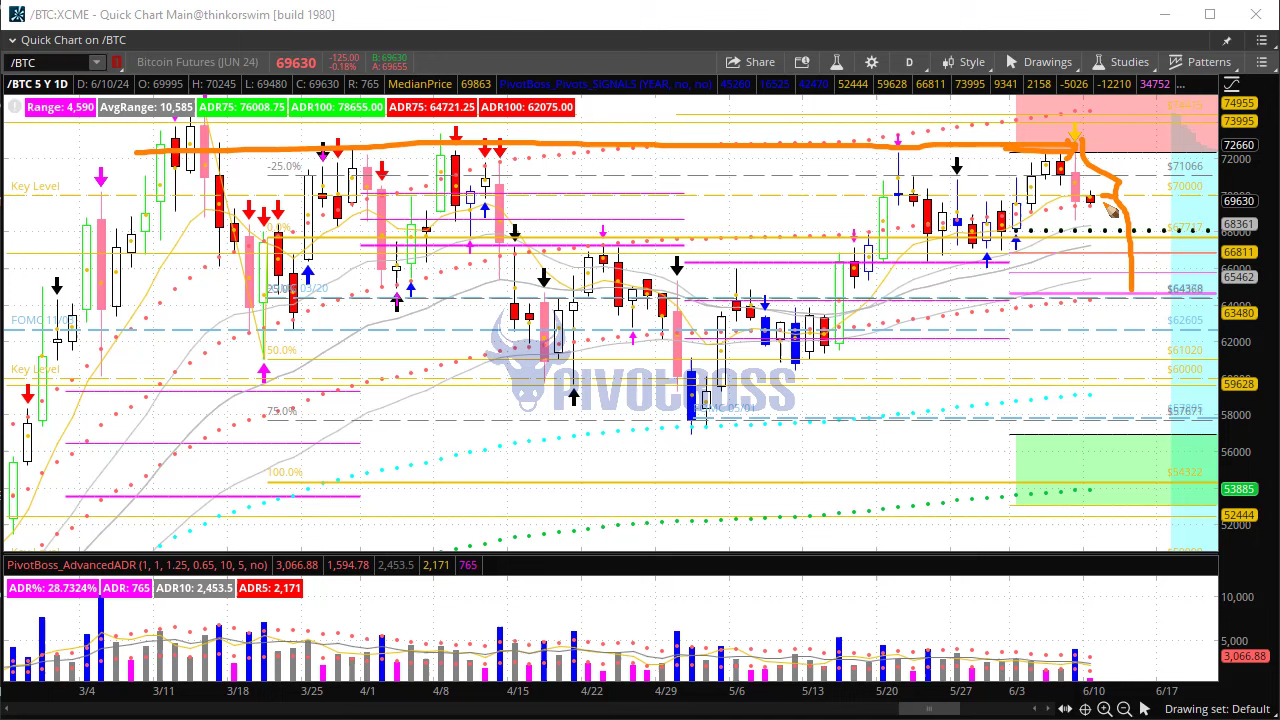 /BTC:XCME - Quick Chart Main@thinkorswim [build 1980]
Quick Chart on /BTC
/BTC Bitcoin Futures (JUN 24) 69630 -125.00 -0.18% B: 69630 A: 69655 Share D Style Drawings Studies Patterns
/BTC 5 Y 1D D: 6/10/24 O: 69995 H: 70245 L: 69480 C: 69630 R: 765 MedianPrice 69863 PivotBoss_Pivots_SIGNALS (YEAR, no, no) 45260 16525 42470 52444 59628 66811 73995 9341 2158 -5026 -12210 34752 ...
Range: 4,590 AvgRange: 10,585 ADR75: 76008.75 ADR100: 78655.00 ADR75: 64721.25 ADR100: 62075.00
74955
73995
72660
72000
-25.0% $71066
Key Level $70000
69630
68361
0.0%
66811
66000
65462
$64368
64000
63480
FOMC $62605
62000
50.0% $61020
Key Level $60000
59628
PivotBoss
58000
75.0% $57671
56000
100.0% $54322
53885
52444
52000
PivotBoss_AdvancedADR (1, 1, 1.25, 0.65, 10, 5, no) 3,066.88 1,594.78 2,453.5 2,171 765
ADR%: 28.7324% ADR: 765 ADR10: 2,453.5 ADR5: 2,171
10,000
5,000
3,066.88
3/4 3/11 3/18 3/25 4/1 4/8 4/15 4/22 4/29 5/6 5/13 5/20 5/27 6/3 6/10 6/17
Drawing set: Default